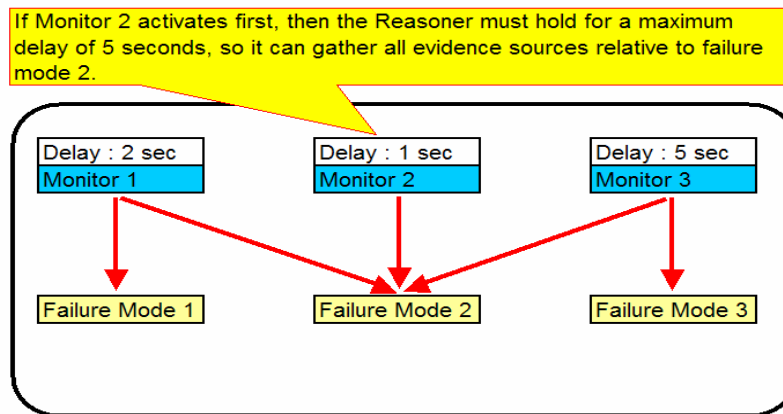 If Monitor 2 activates first, then the Reasoner must hold for a maximum
delay of 5 seconds, so it can gather all evidence sources relative to failure
mode 2.
Delay : 2 sec
Monitor 1
Delay : 1 sec
Monitor 2
Delay : 5 sec
Monitor 3
Failure Mode 1
Failure Mode 2
Failure Mode 3